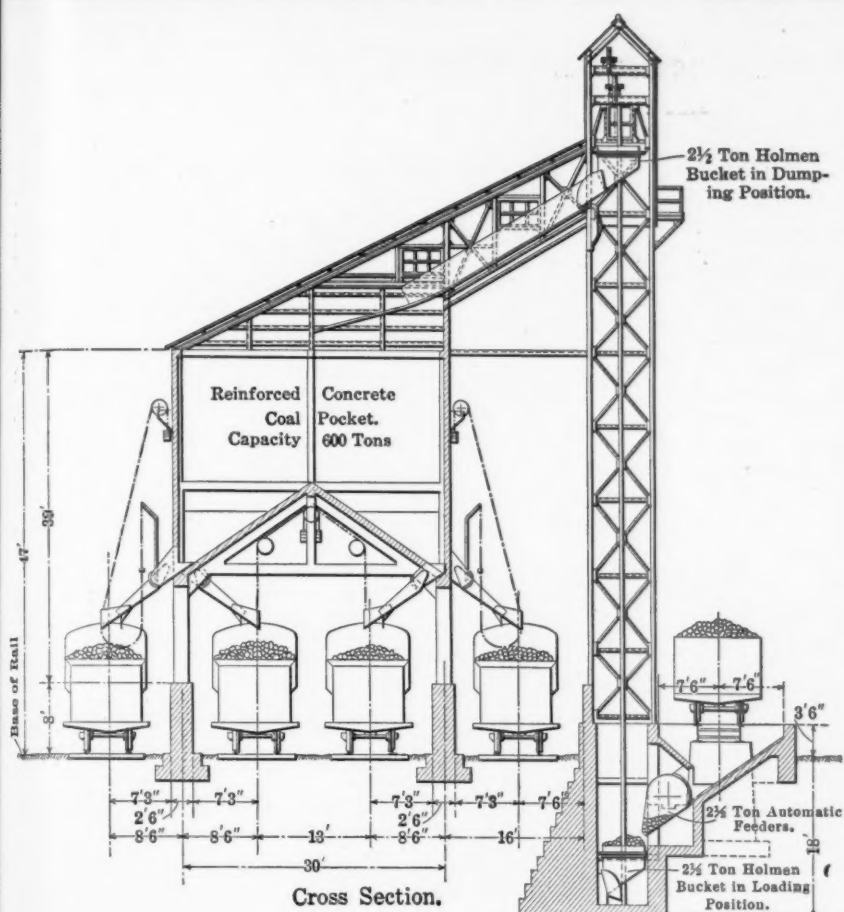 2½ Ton Holmen
Bucket in Dump-
ing Position.
Reinforced Concrete
Coal Pocket.
Capacity 600 Tons
39'
47'
Base of Rail
8'
7'6" 7'6"
3'6"
7'3" 7'3" 7'3" 7'3" 7'6"
2'6" 2'6"
8'6" 8'6" 13' 8'6" 16'
30'
2½ Ton Automatic
Feeders.
18'
2½ Ton Holmen
Bucket in Loading
Position.
Cross Section.